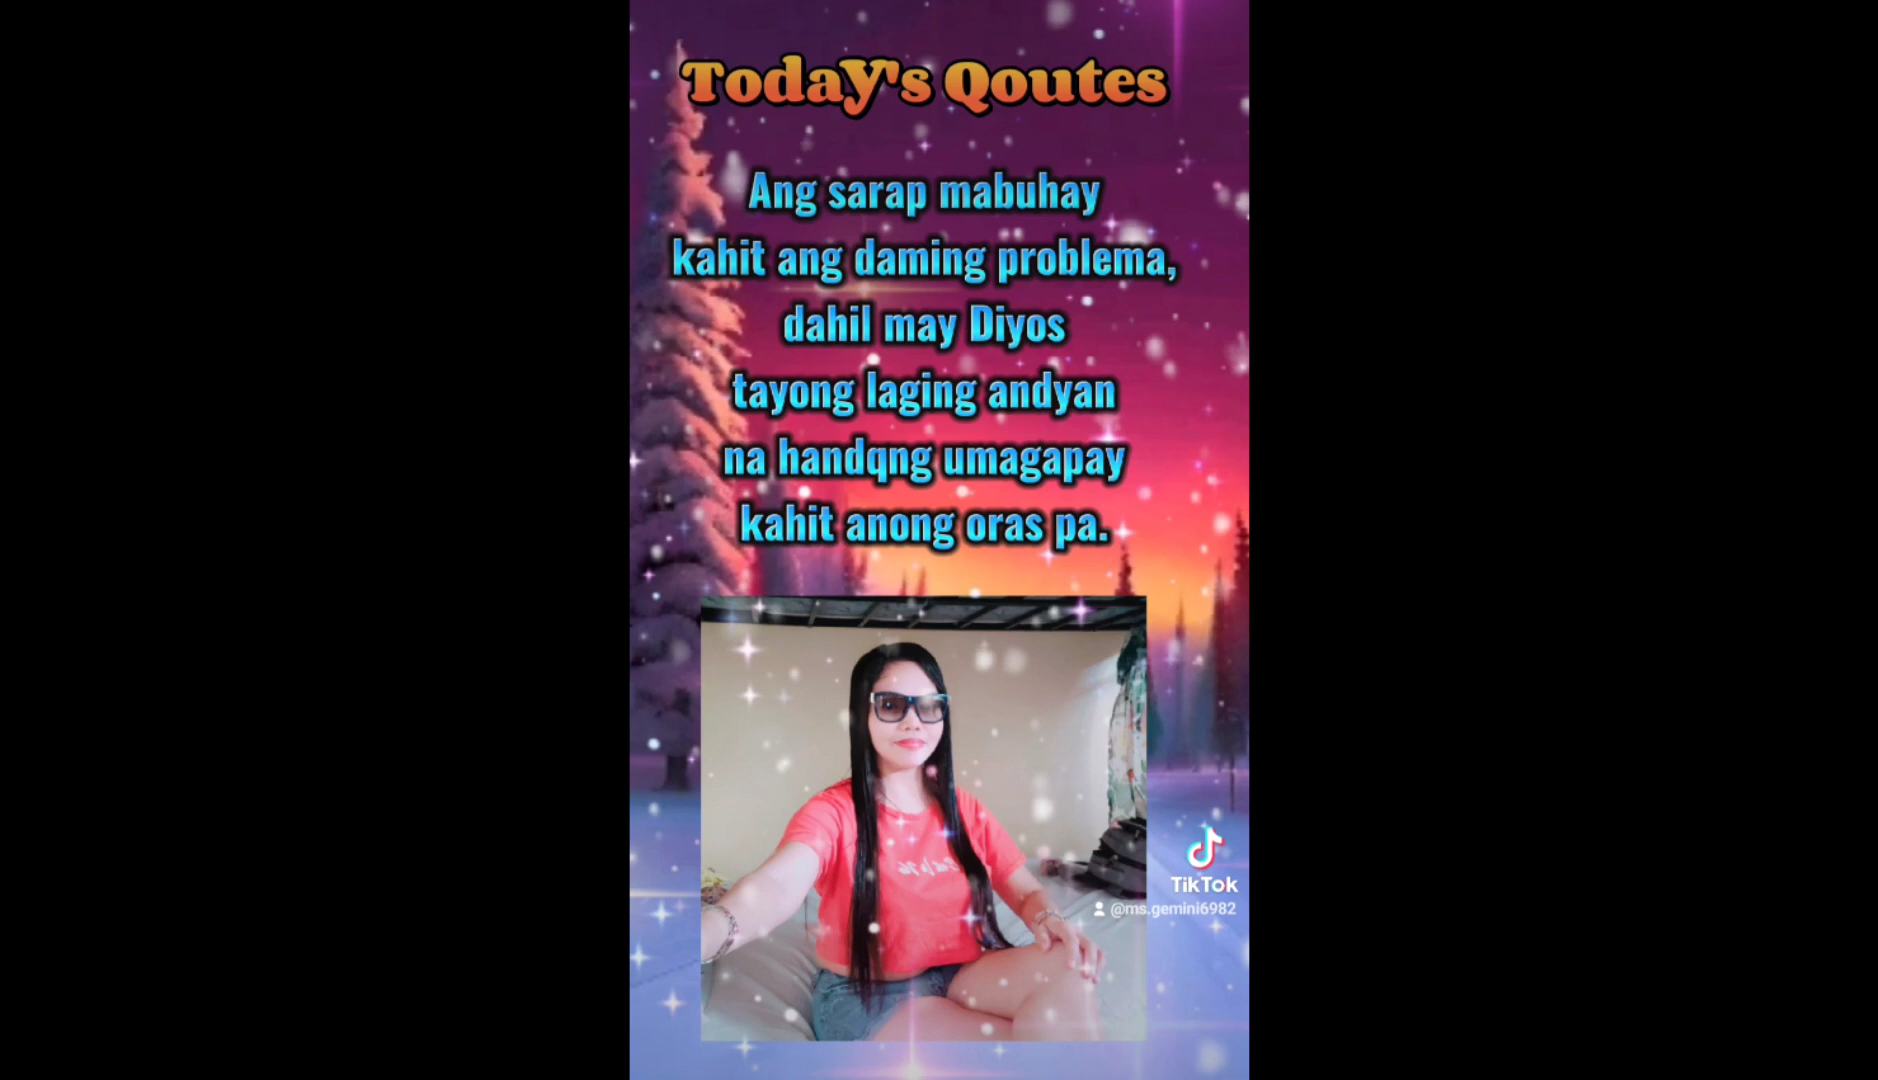 TodaY's Qoutes
Ang sarap mabuhay
kahit ang daming problema,
dahil may Diyos
tayong laging andyan
na handqng umagapay
kahit anong oras pa.
TikTok
@ms.gemini6982